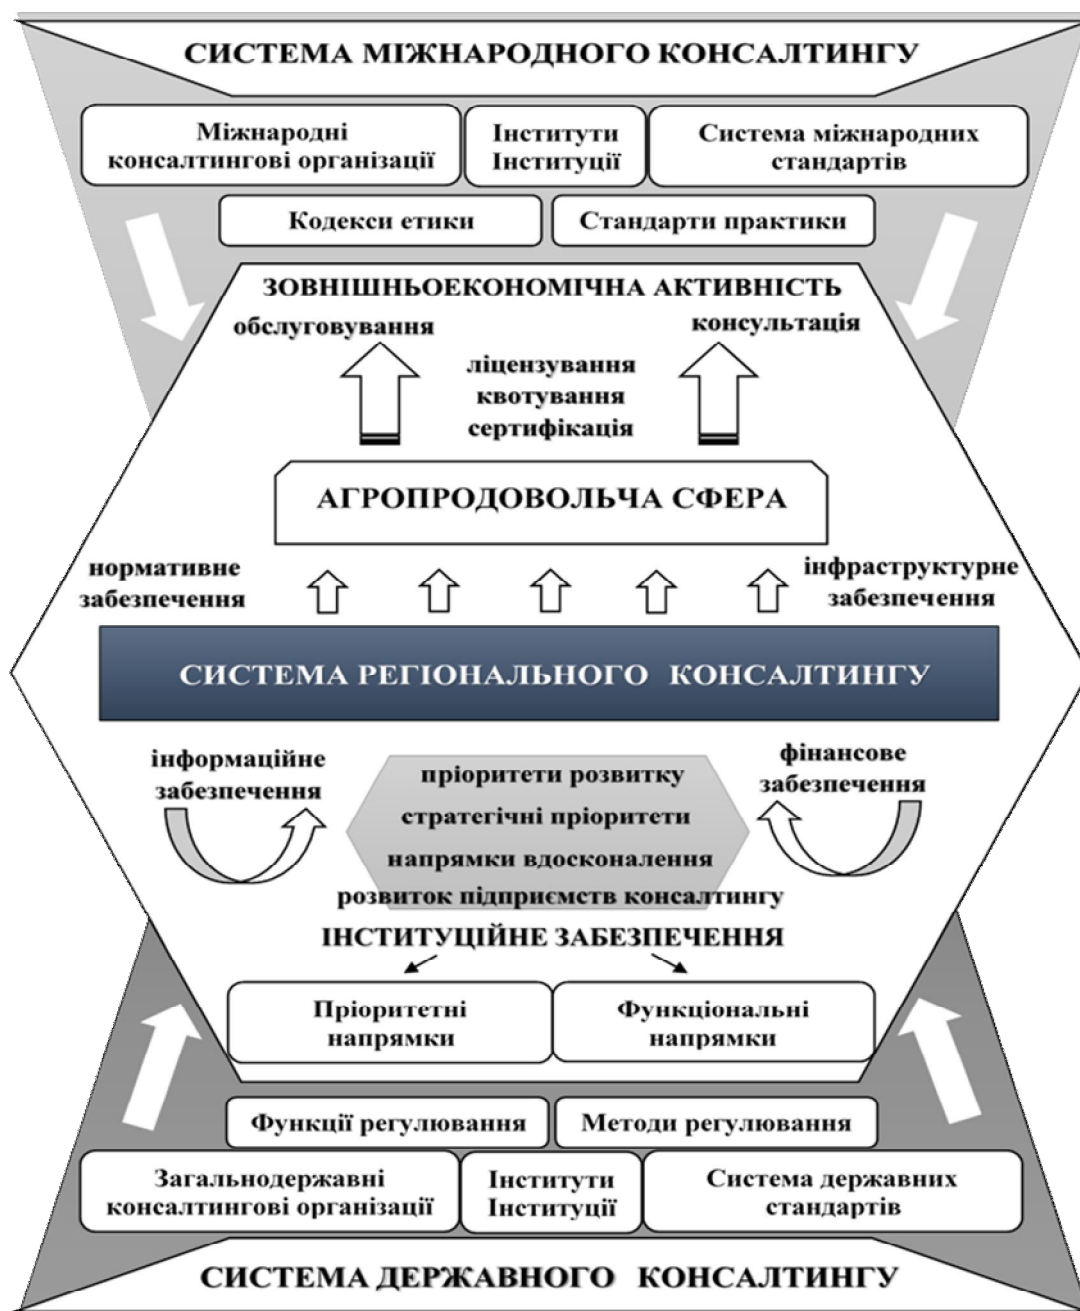 СИСТЕМА МІЖНАРОДНОГО КОНСАЛТИНГУ
Міжнародні
консалтингові організації
Інститути
Інституції
Система міжнародних
стандартів
Кодекси етики
Стандарти практики
ЗОВНІШНЬОЕКОНОМІЧНА АКТИВНІСТЬ
обслуговування
консультація
ліцензування
квотування
сертифікація
АГРОПРОДОВОЛЬЧА СФЕРА
нормативне
забезпечення
інфраструктурне
забезпечення
СИСТЕМА РЕГІОНАЛЬНОГО КОНСАЛТИНГУ
інформаційне
забезпечення
фінансове
забезпечення
пріоритети розвитку
стратегічні пріоритети
напрямки вдосконалення
розвиток підприємств консалтингу
ІНСТИТУЦІЙНЕ ЗАБЕЗПЕЧЕННЯ
Пріоритетні
напрямки
Функціональні
напрямки
Функції регулювання
Методи регулювання
Загальнодержавні
консалтингові організації
Інститути
Інституції
Система державних
стандартів
СИСТЕМА ДЕРЖАВНОГО КОНСАЛТИНГУ